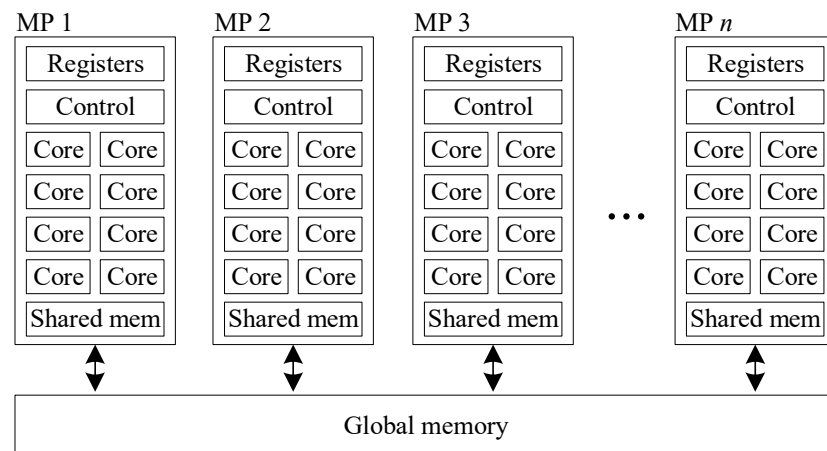 MP 1 MP 2 MP 3 MP n
Registers Registers Registers Registers
Control Control Control Control
Core Core Core Core Core Core Core Core
Core Core Core Core Core Core Core Core
Core Core Core Core Core Core ... Core Core
Core Core Core Core Core Core Core Core
Shared mem Shared mem Shared mem Shared mem
Global memory